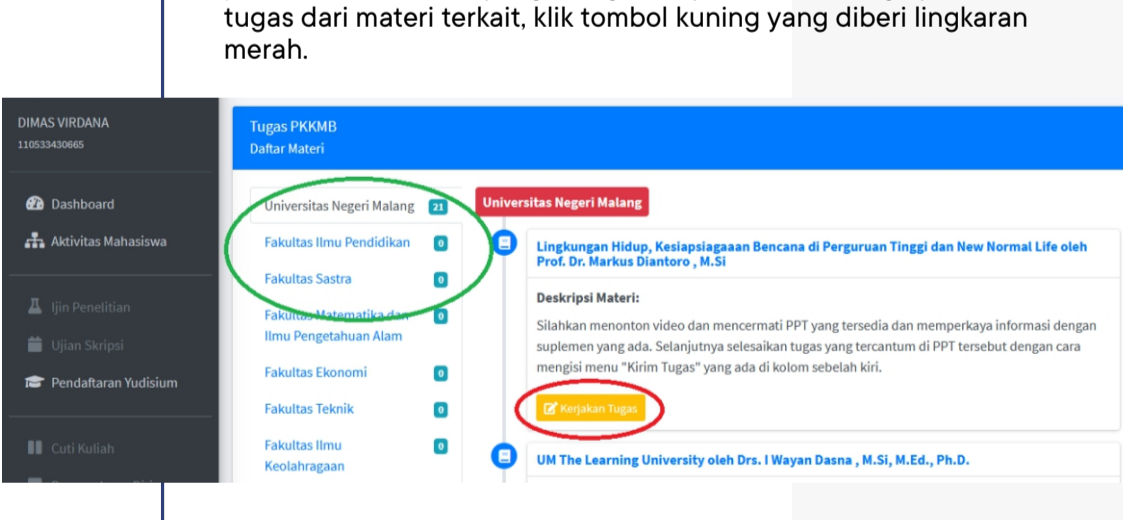 tugas dari materi terkait, klik tombol kuning yang diberi lingkaran
merah.
DIMAS VIRDANA
110533430665
Dashboard
Aktivitas Mahasiswa
Ijin Penelitian
Ujian Skripsi
Pendaftaran Yudisium
Cuti Kuliah
Tugas PKKMB
Daftar Materi
Universitas Negeri Malang 21
Fakultas Ilmu Pendidikan 0
Fakultas Sastra 0
Fakultas Matematika dan 0
Ilmu Pengetahuan Alam
Fakultas Ekonomi 0
Fakultas Teknik 0
Fakultas Ilmu 0
Keolahragaan
Universitas Negeri Malang
Lingkungan Hidup, Kesiapsiagaaan Bencana di Perguruan Tinggi dan New Normal Life oleh
Prof. Dr. Markus Diantoro , M.Si
Deskripsi Materi:
Silahkan menonton video dan mencermati PPT yang tersedia dan memperkaya informasi dengan
suplemen yang ada. Selanjutnya selesaikan tugas yang tercantum di PPT tersebut dengan cara
mengisi menu "Kirim Tugas" yang ada di kolom sebelah kiri.
Kerjakan Tugas
UM The Learning University oleh Drs. I Wayan Dasna , M.Si, M.Ed., Ph.D.